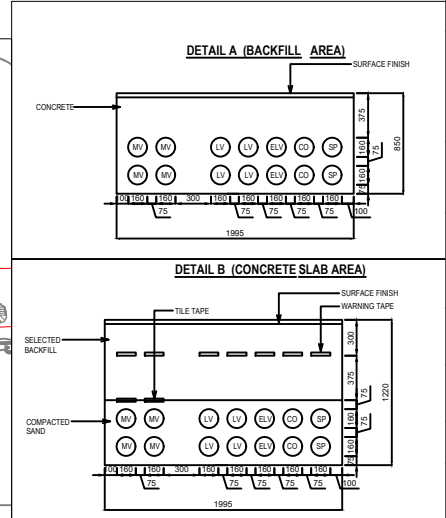 DETAIL A (BACKFILL AREA)
SURFACE FINISH
CONCRETE
375
850
MV MV LV LV ELV CO SP
160
75
MV MV LV LV ELV CO SP
160
75
100 160 160 300 160 160 160 160 160
75 75 75 75 75 100
1995
DETAIL B (CONCRETE SLAB AREA)
SURFACE FINISH
WARNING TAPE
TILE TAPE
SELECTED
BACKFILL
300
375
1220
75
COMPACTED
SAND
MV MV LV LV ELV CO SP
160
75
MV MV LV LV ELV CO SP
160
75
100 160 160 300 160 160 160 160 160
75 75 75 75 75 100
1995